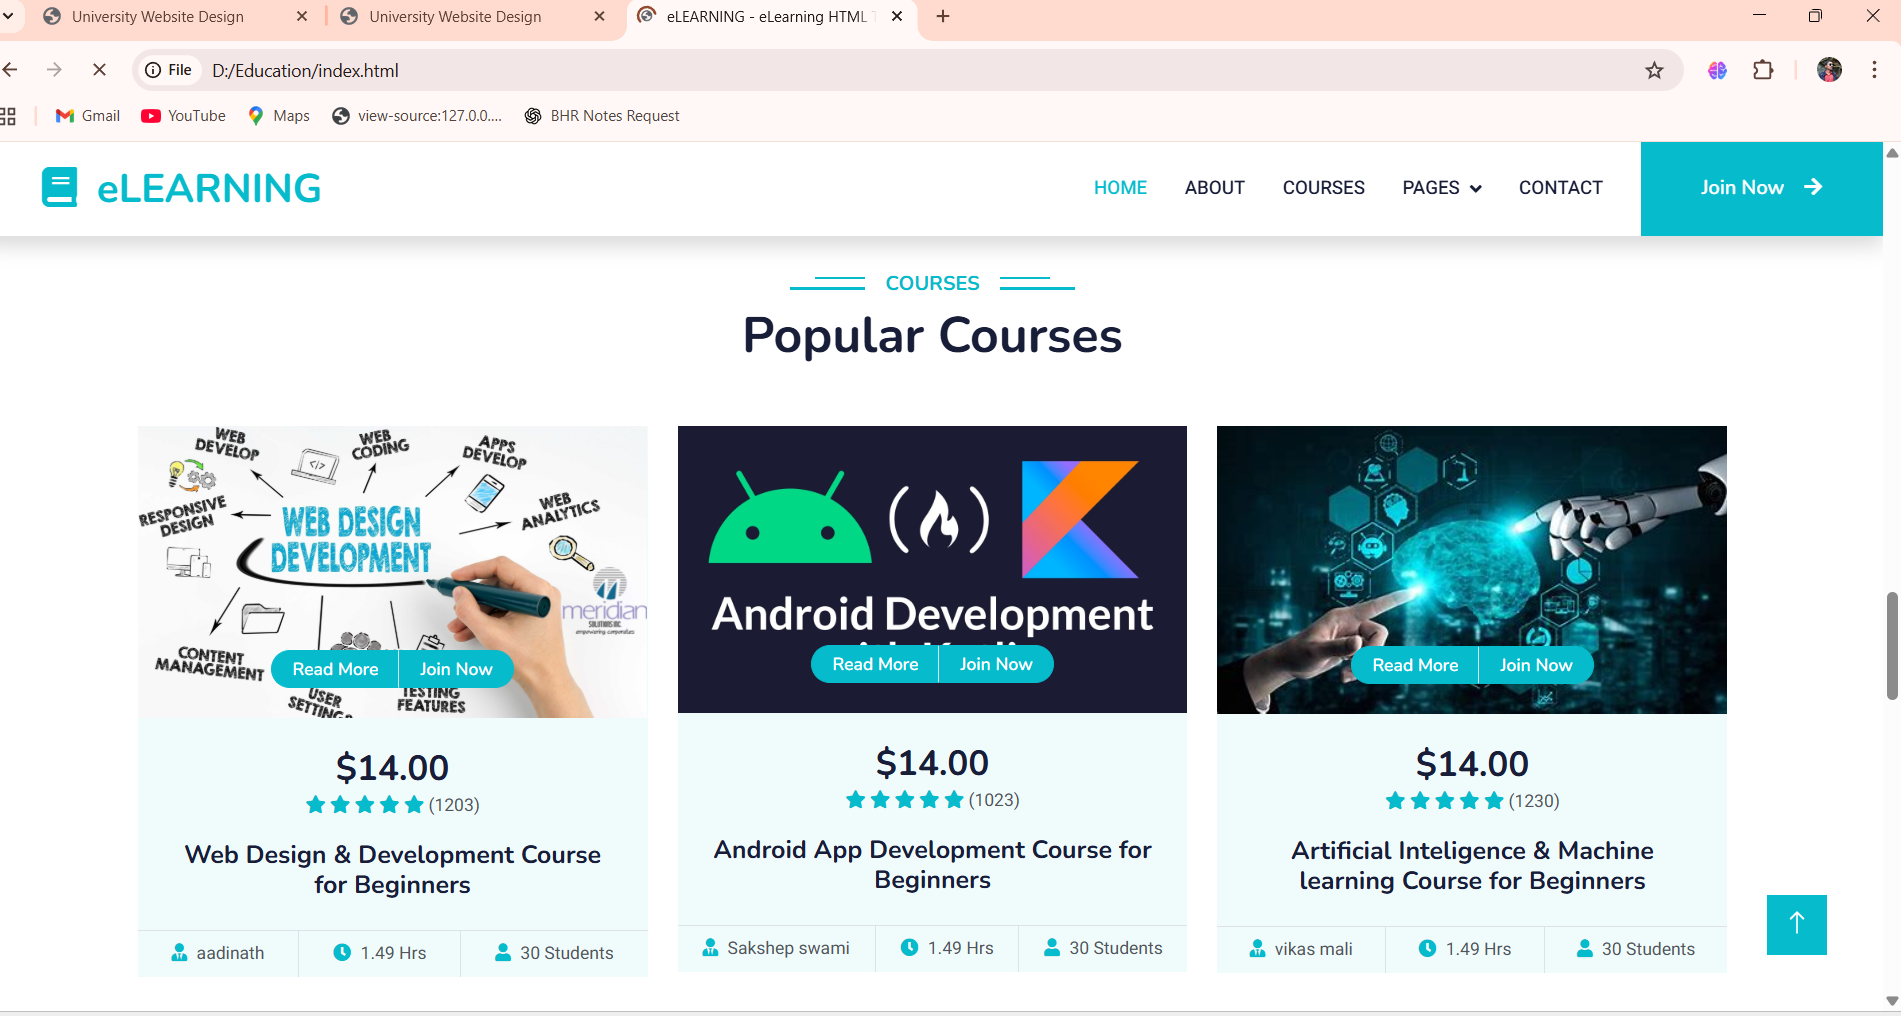 University Website Design
University Website Design
eLEARNING - eLearning HTML T
File
D:/Education/index.html
Gmail
YouTube
Maps
view-source:127.0.0....
BHR Notes Request
eLEARNING
HOME
ABOUT
COURSES
PAGES
CONTACT
Join Now
COURSES
Popular Courses
WEB
DEVELOP
WEB
CODING
APPS
DEVELOP
RESPONSIVE
DESIGN
WEB DESIGN
DEVELOPMENT
WEB
ANALYTICS
meridian
SOLUTIONS INC.
empowering corporates
CONTENT
MANAGEMENT
USER
SETTING
TESTING
FEATURES
Read More
Join Now
$14.00
(1203)
Web Design & Development Course
for Beginners
aadinath
1.49 Hrs
30 Students
Android Development
Read More
Join Now
$14.00
(1023)
Android App Development Course for
Beginners
Sakshep swami
1.49 Hrs
30 Students
Read More
Join Now
$14.00
(1230)
Artificial Inteligence & Machine
learning Course for Beginners
vikas mali
1.49 Hrs
30 Students